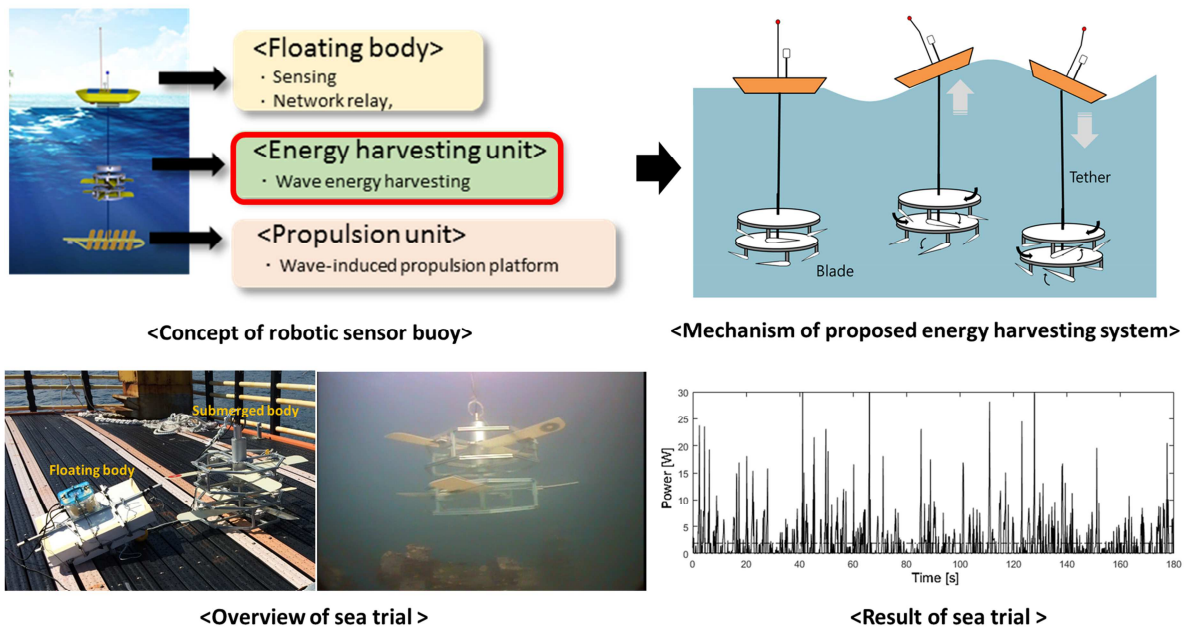 <Floating body>
· Sensing
· Network relay,
<Energy harvesting unit>
· Wave energy harvesting
<Propulsion unit>
· Wave-induced propulsion platform
<Concept of robotic sensor buoy>
Tether
Blade
<Mechanism of proposed energy harvesting system>
Submerged body
Floating body
<Overview of sea trial >
Power [W]
30
25
20
15
10
5
0
0 20 40 60 80 100 120 140 160 180
Time [s]
<Result of sea trial >